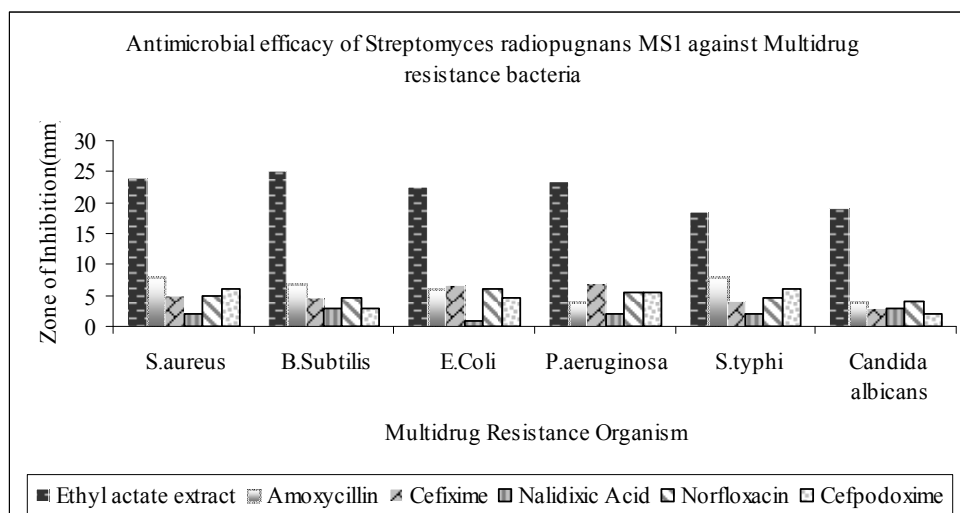 Antimicrobial efficacy of Streptomyces radiopugnans MS1 against Multidrug
resistance bacteria
Zone of Inhibition(mm)
30
25
20
15
10
5
0
S.aureus B.Subtilis E.Coli P.aeruginosa S.typhi Candida
albicans
Multidrug Resistance Organism
Ethyl actate extract Amoxycillin Cefixime Nalidixic Acid Norfloxacin Cefpodoxime